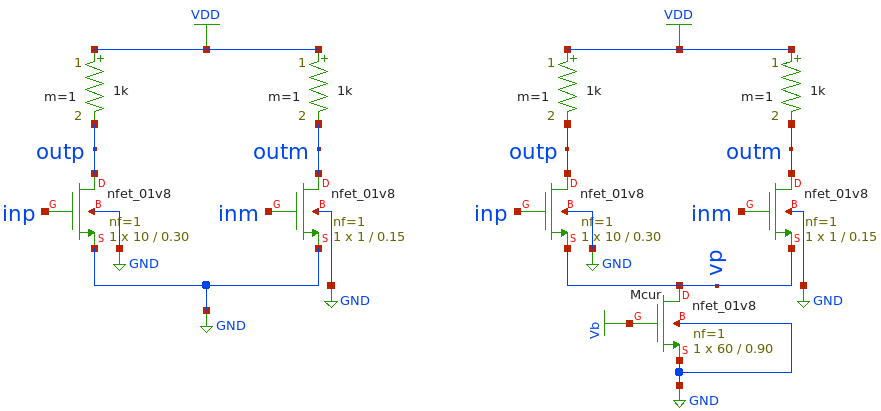 VDD
1
+
m=1
1k
2
1
+
m=1
1k
2
outp
outm
inp
G
D
nfet_01v8
B
nf=1
1 x 10 / 0.30
S
GND
inm
G
D
nfet_01v8
B
nf=1
1 x 1 / 0.15
S
GND
GND
VDD
1
+
m=1
1k
2
1
+
m=1
1k
2
outp
outm
inp
G
D
nfet_01v8
B
nf=1
1 x 10 / 0.30
S
GND
inm
G
D
nfet_01v8
B
nf=1
1 x 1 / 0.15
S
GND
vp
Mcur
D
nfet_01v8
Vb
G
B
nf=1
1 x 60 / 0.90
S
GND